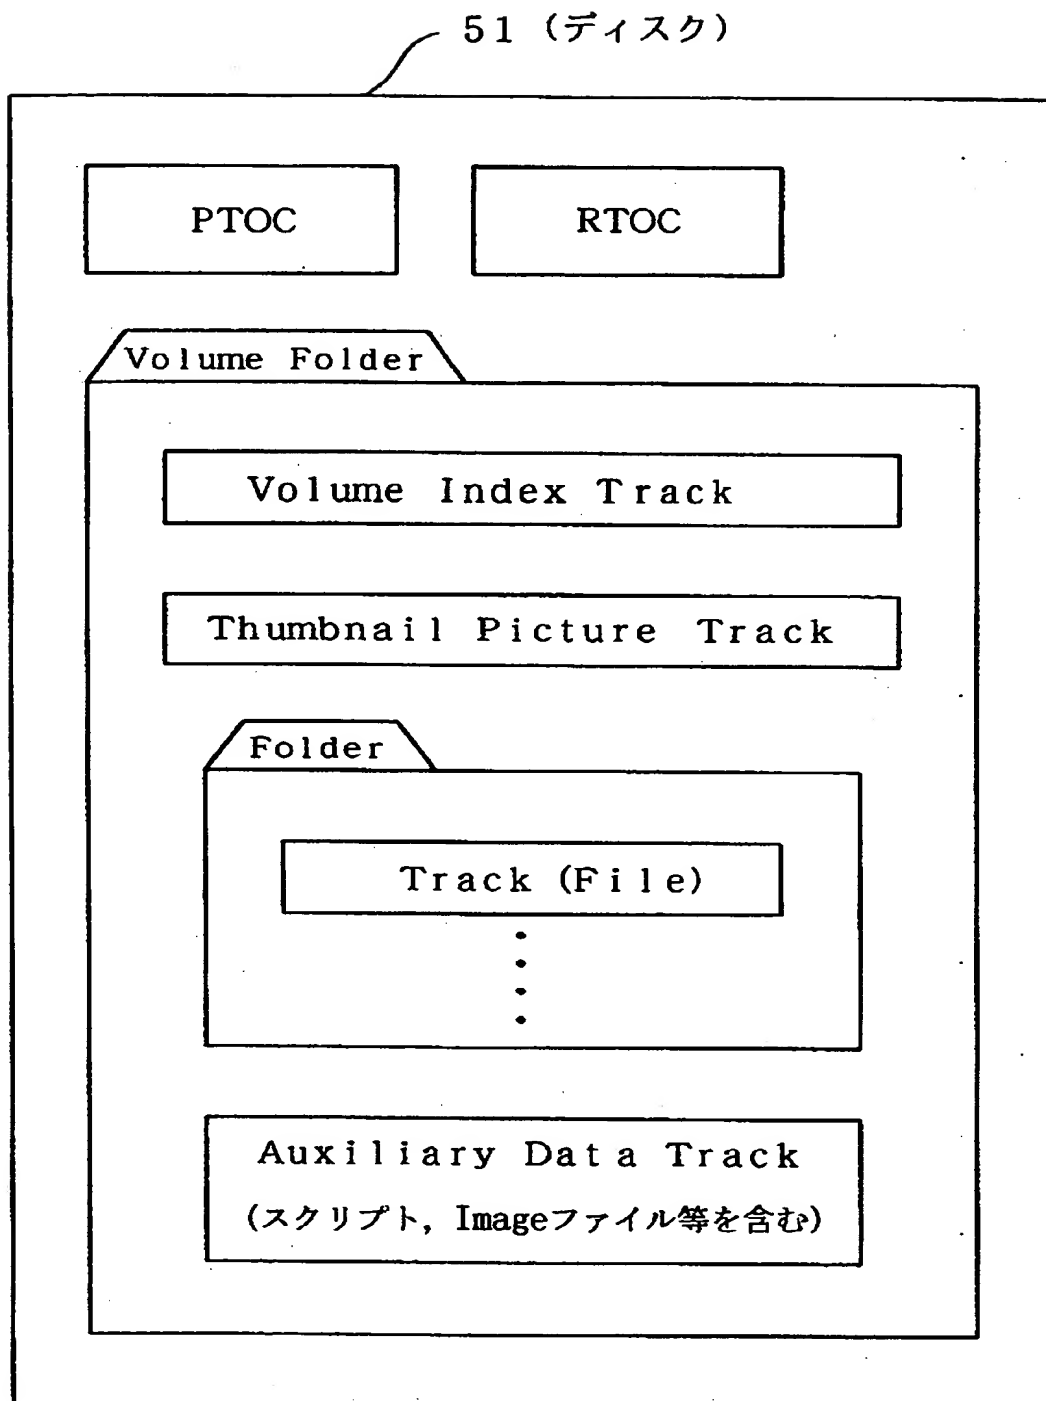 51 (ディスク)
PTOC
RTOC
Volume Folder
Volume Index Track
Thumbnail Picture Track
Folder
Track (File)
Auxiliary Data Track
(スクリプト, Imageファイル等を含む)